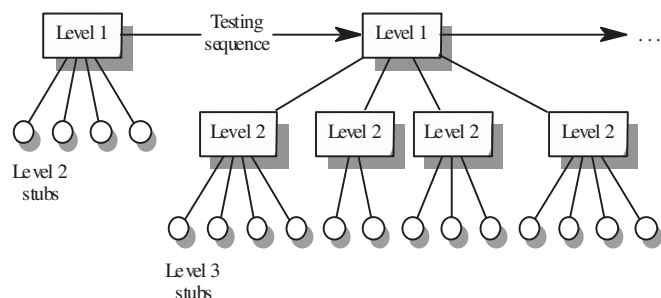 Level 1
Testing
sequence
Level 1
. . .
Level 2
Level 2
Level 2
Level 2
Level 2
stubs
Level 3
stubs